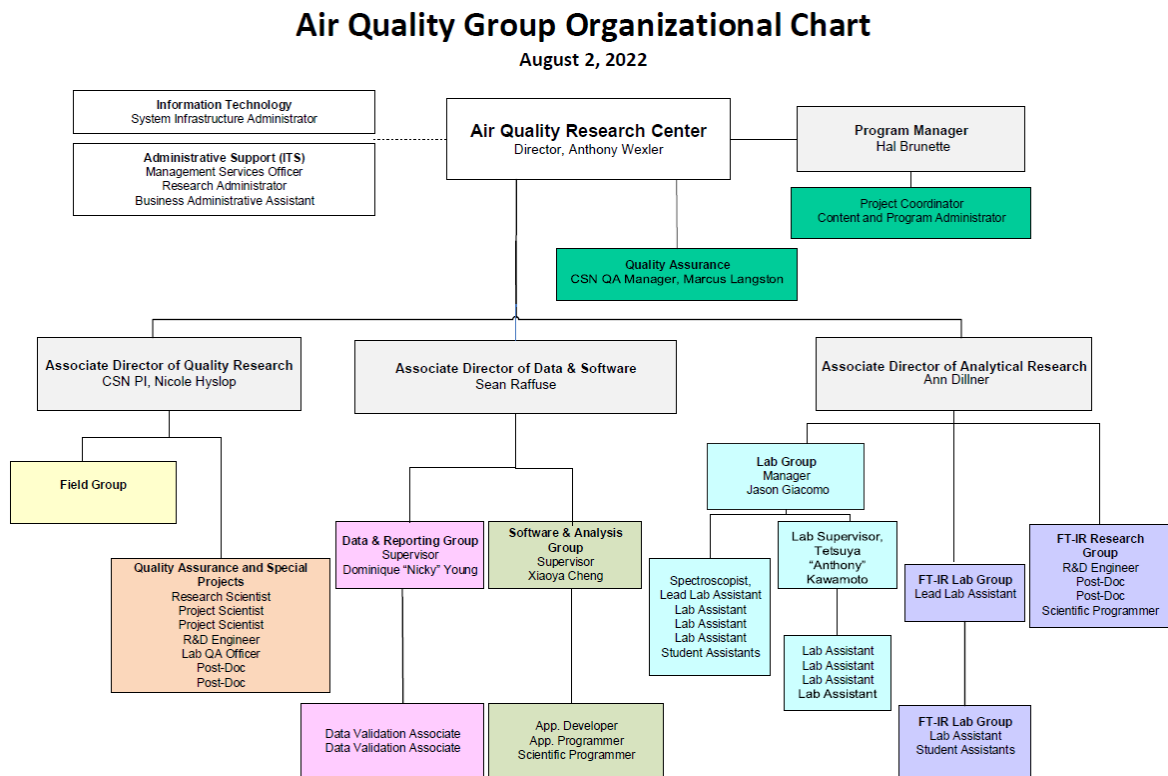 Air Quality Group Organizational Chart
August 2, 2022
Information Technology
System Infrastructure Administrator
Administrative Support (ITS)
Management Services Officer
Research Administrator
Business Administrative Assistant
Air Quality Research Center
Director, Anthony Wexler
Program Manager
Hal Brunette
Project Coordinator
Content and Program Administrator
Quality Assurance
CSN QA Manager, Marcus Langston
Associate Director of Quality Research
CSN PI, Nicole Hyslop
Associate Director of Data & Software
Sean Raffuse
Associate Director of Analytical Research
Ann Dillner
Field Group
Quality Assurance and Special
Projects
Research Scientist
Project Scientist
Project Scientist
R&D Engineer
Lab QA Officer
Post-Doc
Post-Doc
Data & Reporting Group
Supervisor
Dominique “Nicky” Young
Data Validation Associate
Data Validation Associate
Software & Analysis
Group
Supervisor
Xiaoya Cheng
App. Developer
App. Programmer
Scientific Programmer
Lab Group
Manager
Jason Giacomo
Spectroscopist,
Lead Lab Assistant
Lab Assistant
Lab Assistant
Lab Assistant
Student Assistants
Lab Supervisor,
Tetsuya
“Anthony”
Kawamoto
Lab Assistant
Lab Assistant
Lab Assistant
Lab Assistant
FT-IR Lab Group
Lead Lab Assistant
FT-IR Lab Group
Lab Assistant
Student Assistants
FT-IR Research
Group
R&D Engineer
Post-Doc
Post-Doc
Scientific Programmer